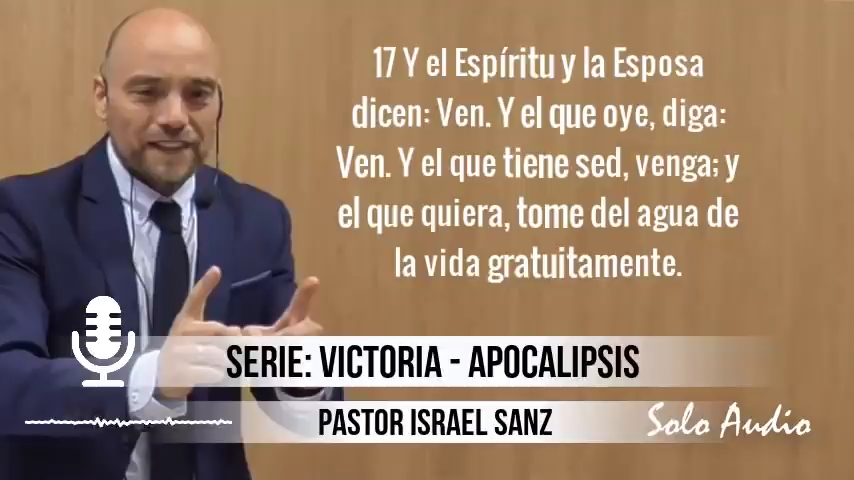 17 Y el Espíritu y la Esposa
dicen: Ven. Y el que oye, diga:
Ven. Y el que tiene sed, venga; y
el que quiera, tome del agua de
la vida gratuitamente.
SERIE: VICTORIA - APOCALIPSIS
PASTOR ISRAEL SANZ
Solo Audio